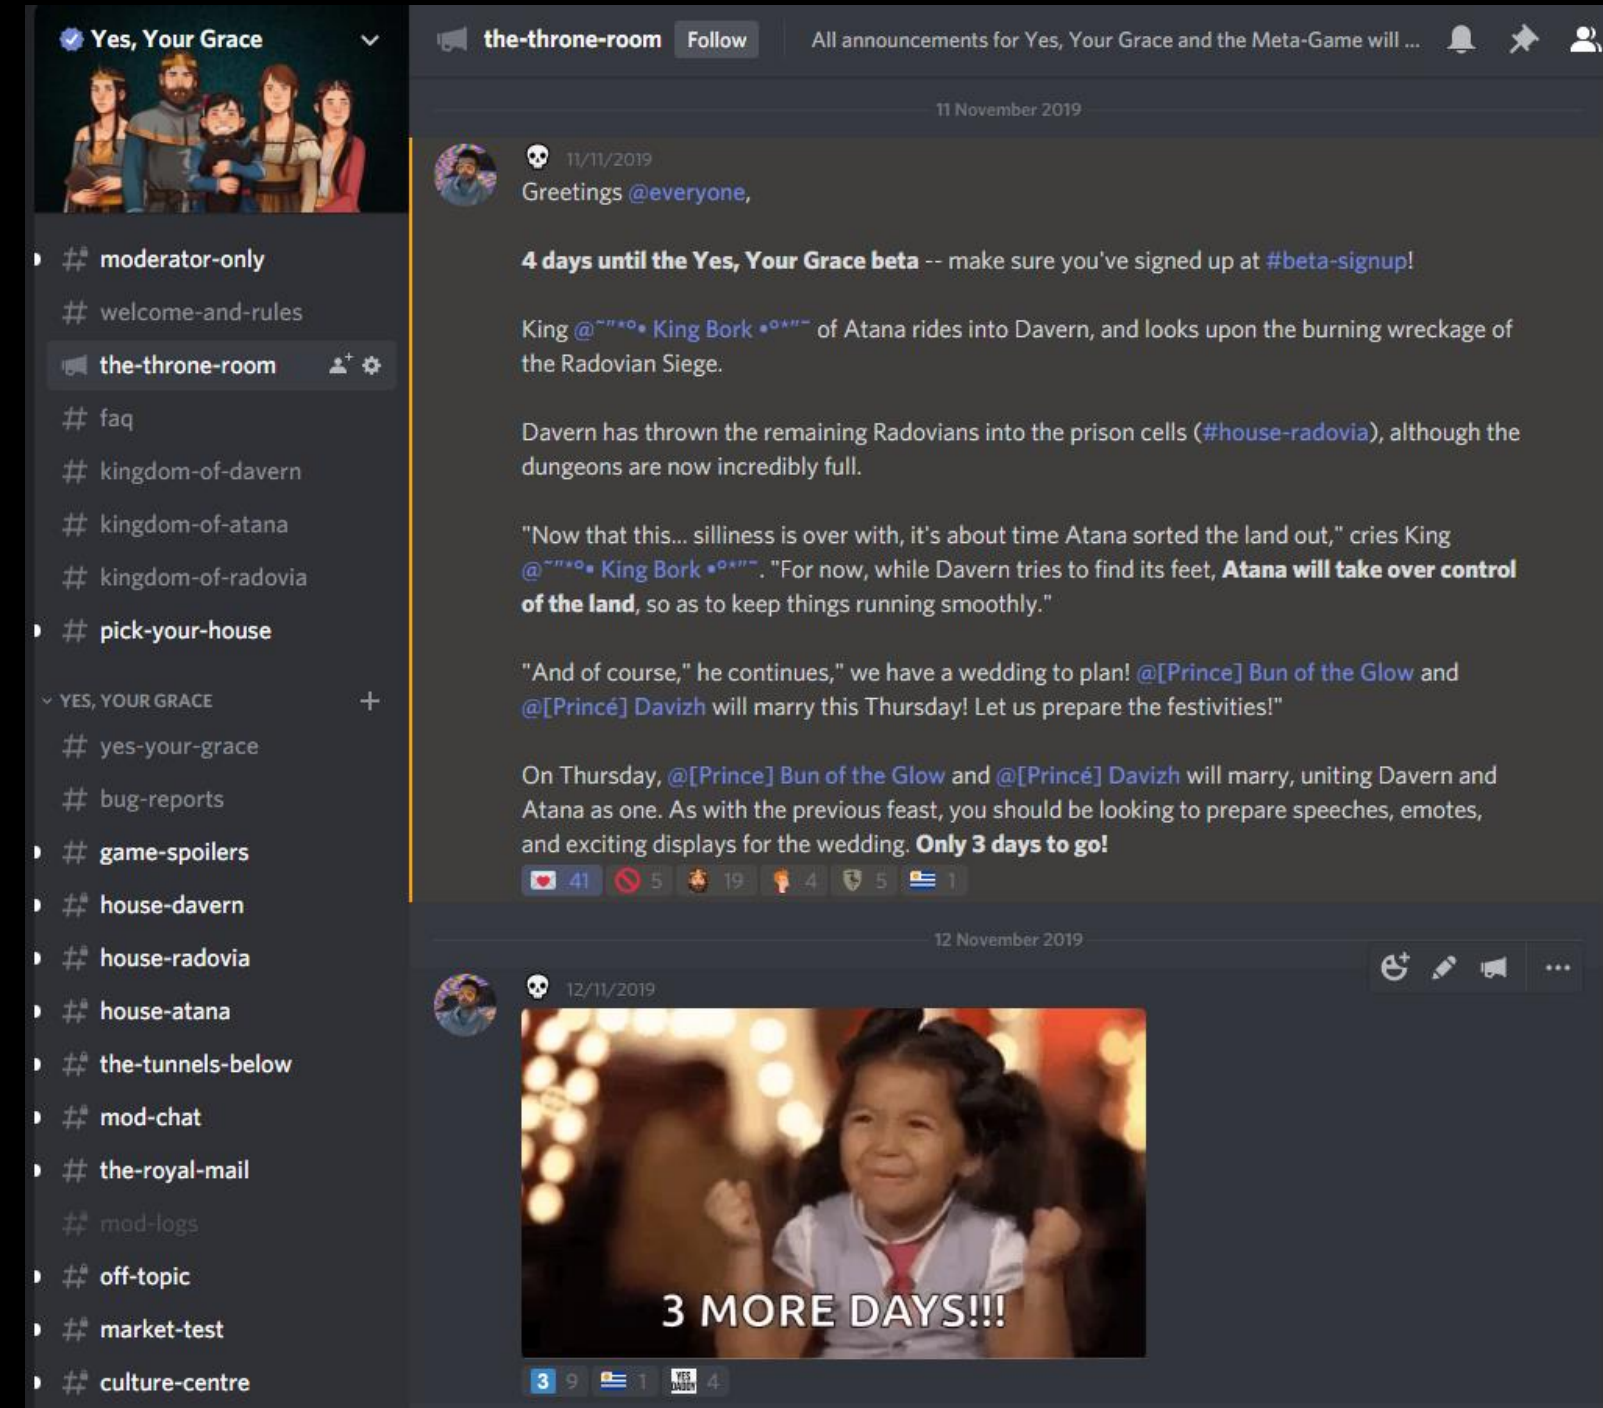 Yes, Your Grace
moderator-only
welcome-and-rules
the-throne-room
faq
kingdom-of-davern
kingdom-of-atana
kingdom-of-radovia
pick-your-house
YES, YOUR GRACE
yes-your-grace
bug-reports
game-spoilers
house-davern
house-radovia
house-atana
the-tunnels-below
mod-chat
the-royal-mail
mod-logs
off-topic
market-test
culture-centre
the-throne-room Follow All announcements for Yes, Your Grace and the Meta-Game will ...
11 November 2019
11/11/2019
Greetings @everyone,
4 days until the Yes, Your Grace beta -- make sure you've signed up at #beta-signup!
King @˜”*°• King Bork •°*”˜ of Atana rides into Davern, and looks upon the burning wreckage of
the Radovian Siege.
Davern has thrown the remaining Radovians into the prison cells (#house-radovia), although the
dungeons are now incredibly full.
"Now that this... silliness is over with, it's about time Atana sorted the land out," cries King
@˜”*°• King Bork •°*”˜. "For now, while Davern tries to find its feet, Atana will take over control
of the land, so as to keep things running smoothly."
"And of course," he continues," we have a wedding to plan! @[Prince] Bun of the Glow and
@[Princé] Davizh will marry this Thursday! Let us prepare the festivities!"
On Thursday, @[Prince] Bun of the Glow and @[Princé] Davizh will marry, uniting Davern and
Atana as one. As with the previous feast, you should be looking to prepare speeches, emotes,
and exciting displays for the wedding. Only 3 days to go!
41 5 19 4 5 1
12 November 2019
12/11/2019
3 MORE DAYS!!!
3 9 1 YES 4